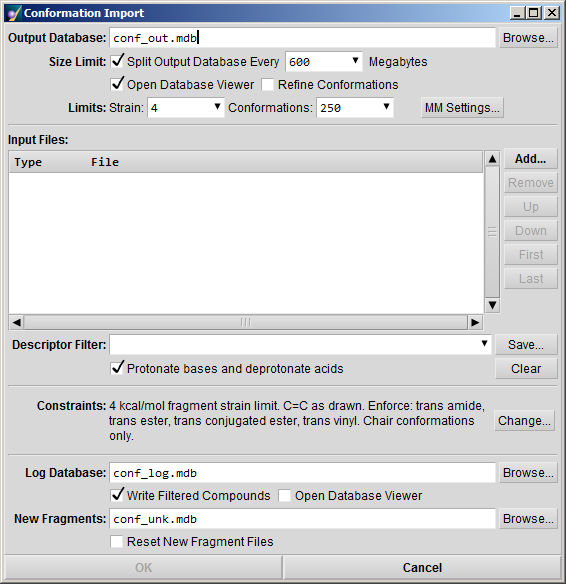 Conformation Import
Output Database: conf_out.mdb Browse...
Size Limit: Split Output Database Every 600 Megabytes
Open Database Viewer Refine Conformations
Limits: Strain: 4 Conformations: 250 MM Settings...
Input Files:
Type File
Add...
Remove
Up
Down
First
Last
Descriptor Filter: Save...
Protonate bases and deprotonate acids Clear
Constraints: 4 kcal/mol fragment strain limit. C=C as drawn. Enforce: trans amide,
trans ester, trans conjugated ester, trans vinyl. Chair conformations
only.
Change...
Log Database: conf_log.mdb Browse...
Write Filtered Compounds Open Database Viewer
New Fragments: conf_unk.mdb Browse...
Reset New Fragment Files
OK Cancel